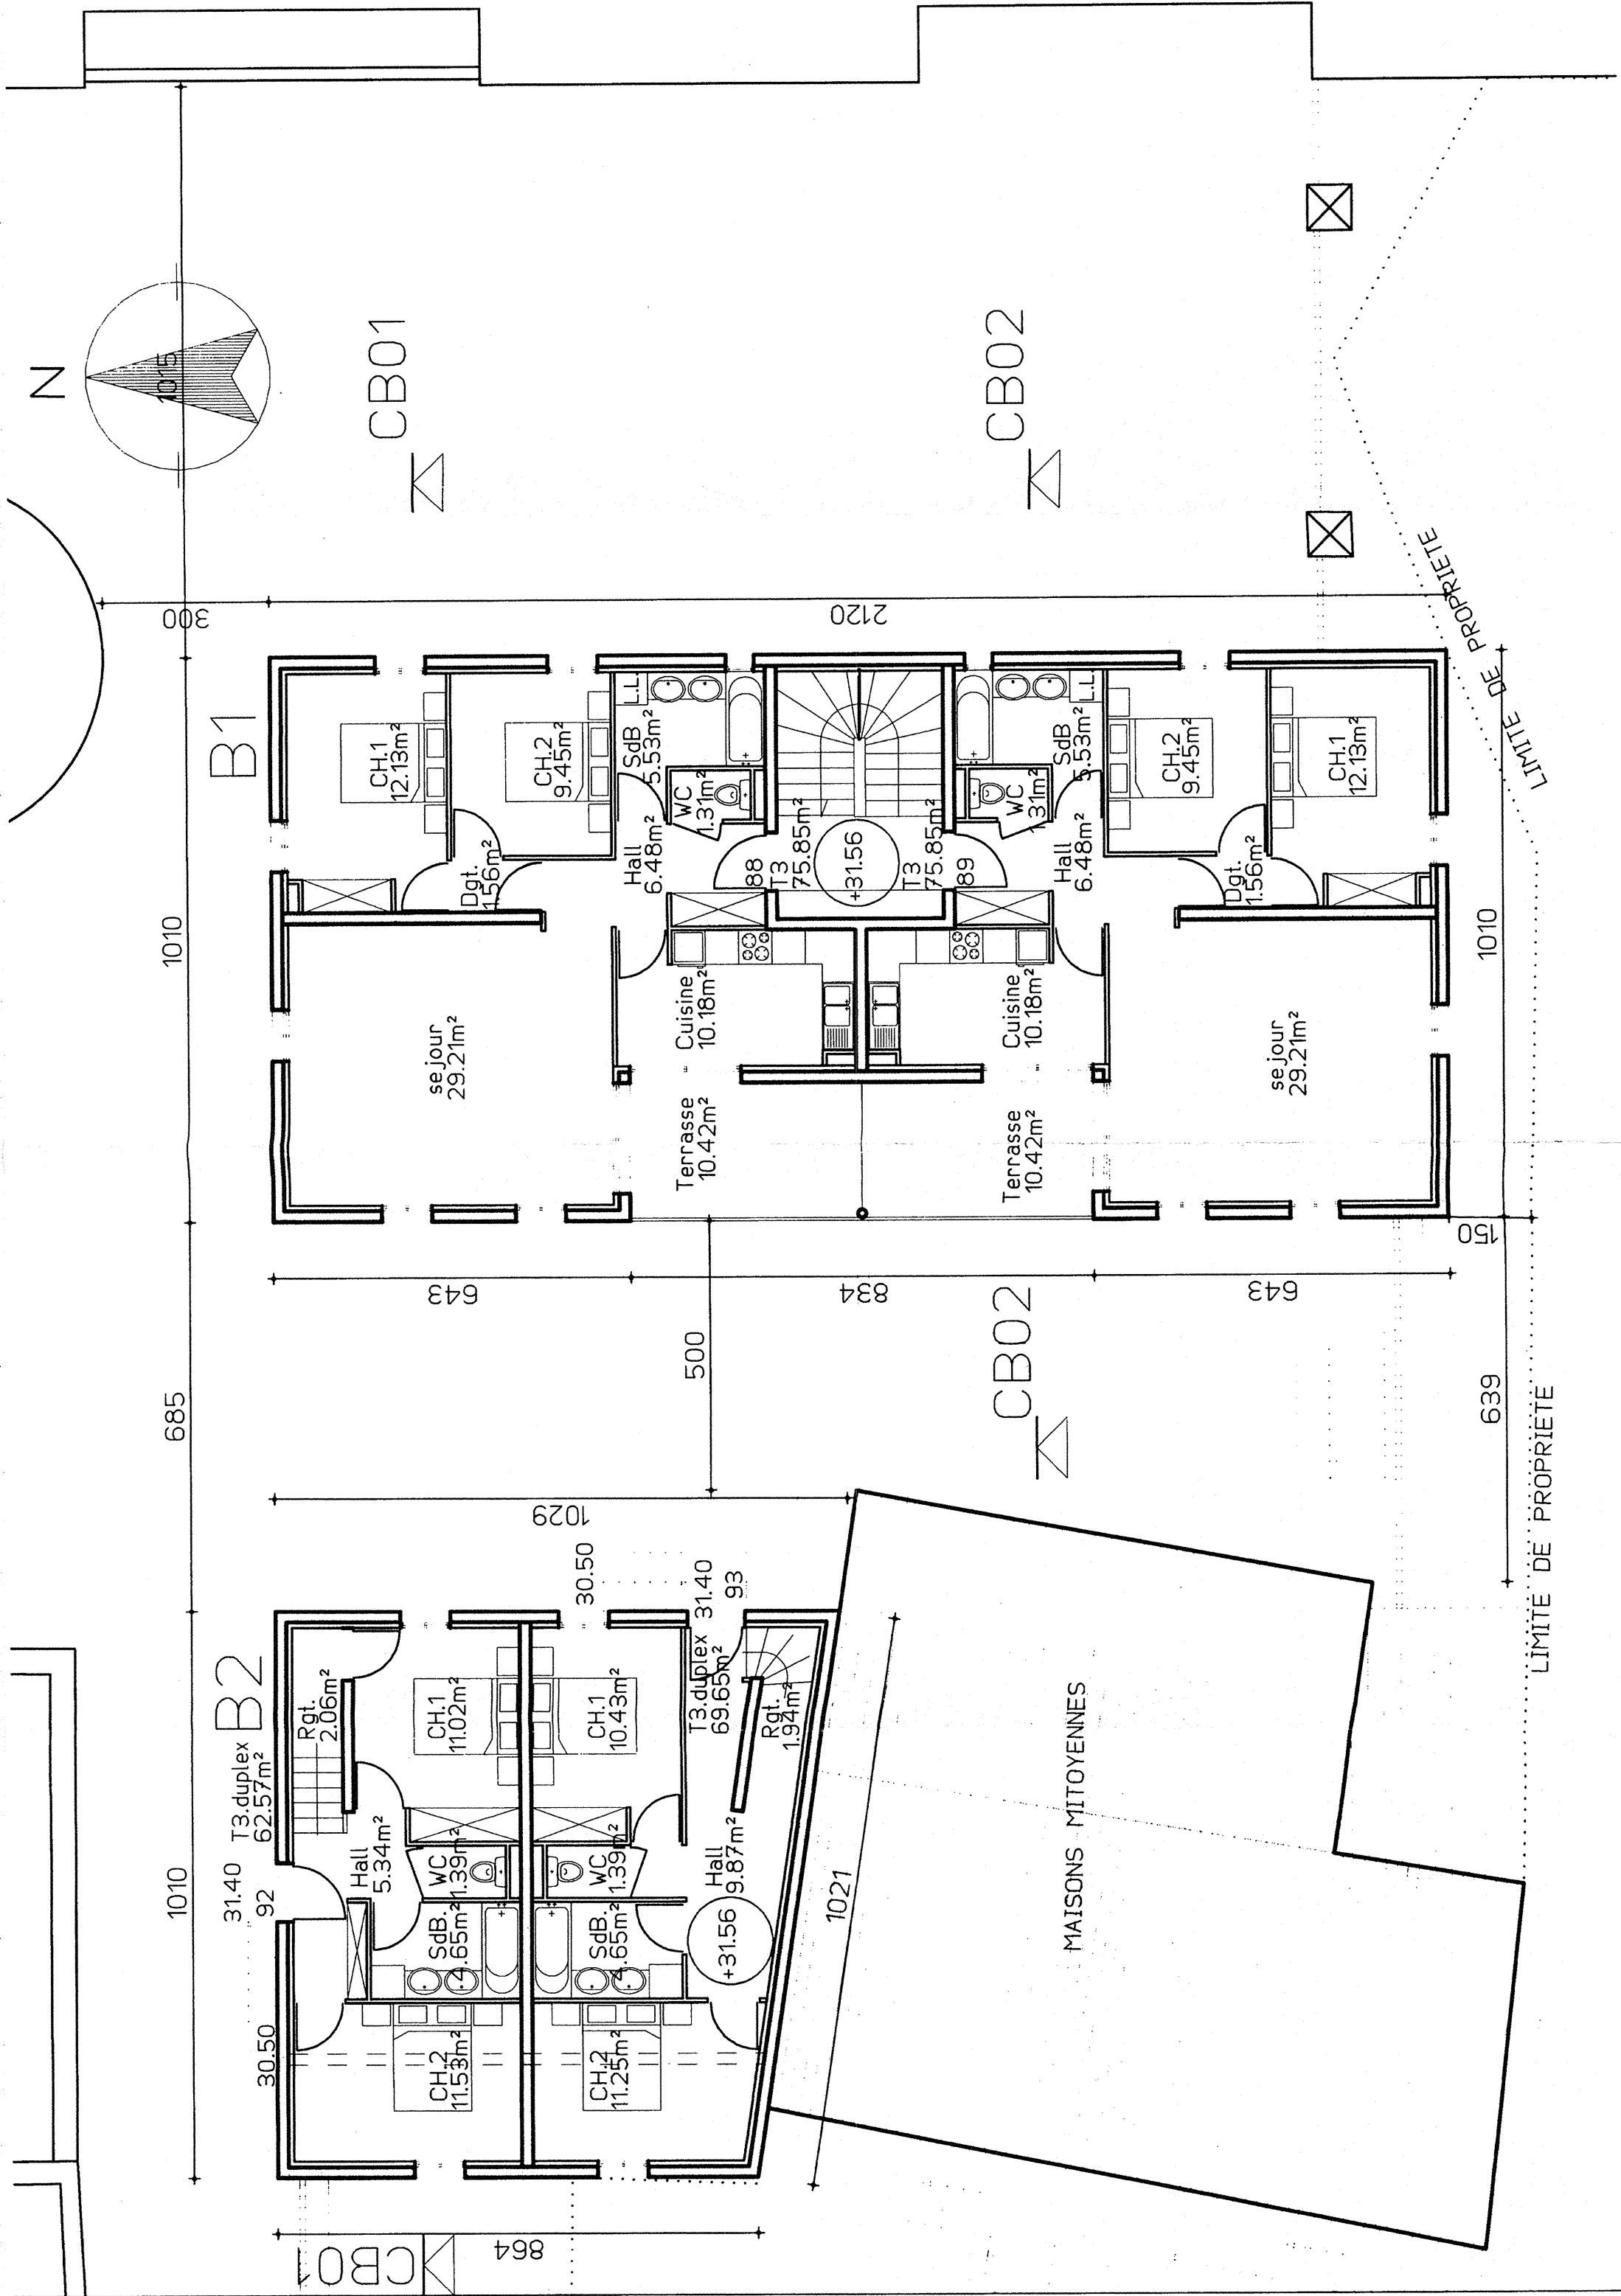 N
1015
CB01
CB02
300
2120
B1
CH.1
12.13m²
CH.2
9.45m²
L.L.
SdB
5.53m²
WC
1.31m²
Dgt.
1.56m²
Hall
6.48m²
88
T3
75.85m²
+31.56
T3
75.85m²
89
WC
1.31m²
SdB
5.53m²
L.L.
Hall
6.48m²
CH.2
9.45m²
Dgt.
1.56m²
CH.1
12.13m²
LIMITE DE PROPRIETE
1010
sejour
29.21m²
Cuisine
10.18m²
Cuisine
10.18m²
sejour
29.21m²
1010
Terrasse
10.42m²
Terrasse
10.42m²
150
643
834
643
685
500
CB02
639
LIMITE DE PROPRIETE
1029
30.50
31.40
93
B2
T3.duplex
62.57m²
Rgt.
2.06m²
CH.1
11.02m²
CH.1
10.43m²
T3.duplex
69.65m²
Rgt.
1.94m²
1010
31.40
92
Hall
5.34m²
WC
1.39m²
WC
1.39m²
Hall
9.87m²
SdB.
4.65m²
SdB.
4.65m²
+31.56
1021
MAISONS MITOYENNES
30.50
CH.2
11.53m²
CH.2
11.25m²
CB01
864